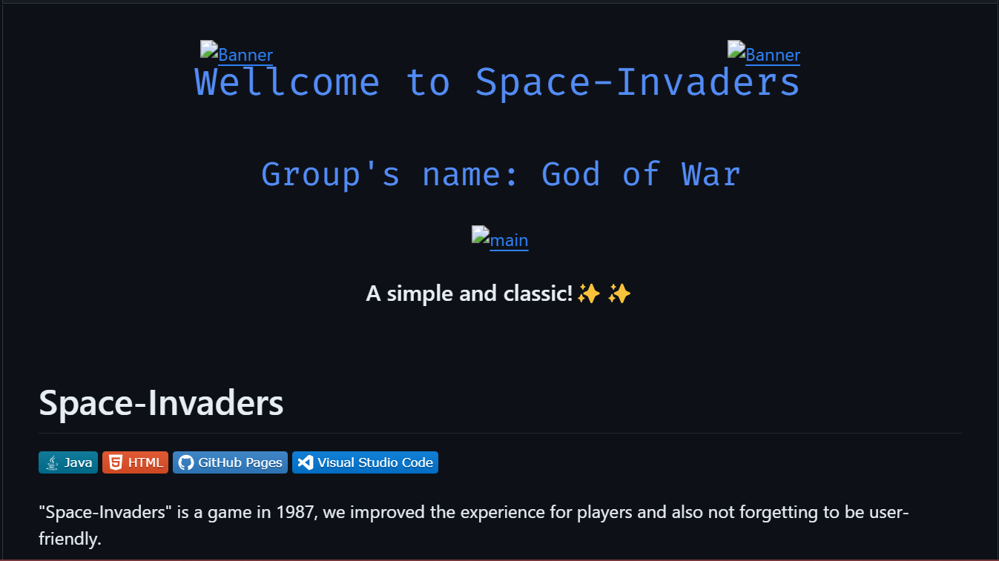 Banner Banner
Wellcome to Space-Invaders
Group's name: God of War
main
A simple and classic!✨ ✨
Space-Invaders
Java HTML GitHub Pages Visual Studio Code
"Space-Invaders" is a game in 1987, we improved the experience for players and also not forgetting to be user-
friendly.